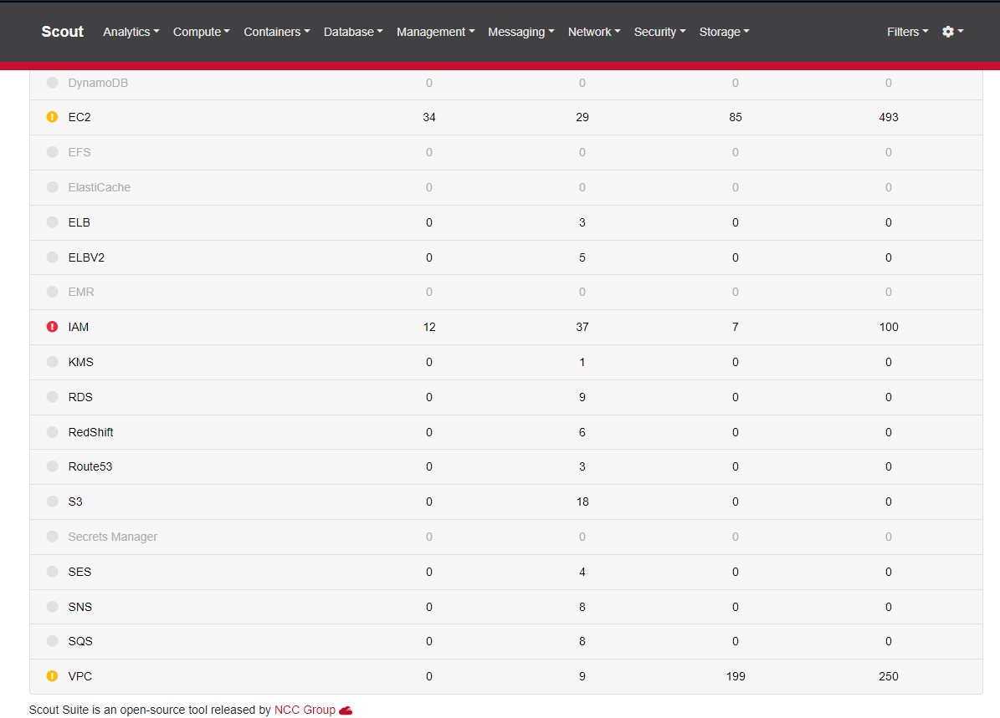 Scout Analytics Compute Containers Database Management Messaging Network Security Storage Filters
DynamoDB 0 0 0 0
EC2 34 29 85 493
EFS 0 0 0 0
ElastiCache 0 0 0 0
ELB 0 3 0 0
ELBV2 0 5 0 0
EMR 0 0 0 0
IAM 12 37 7 100
KMS 0 1 0 0
RDS 0 9 0 0
RedShift 0 6 0 0
Route53 0 3 0 0
S3 0 18 0 0
Secrets Manager 0 0 0 0
SES 0 4 0 0
SNS 0 8 0 0
SQS 0 8 0 0
VPC 0 9 199 250
Scout Suite is an open-source tool released by NCC Group